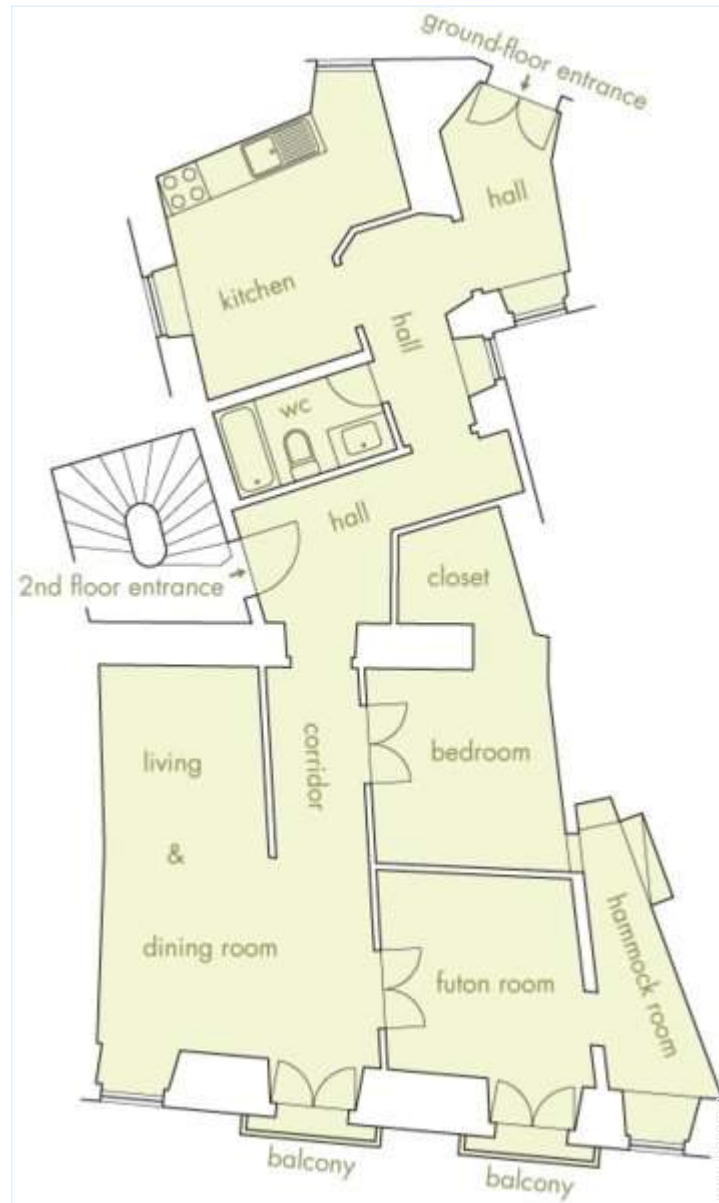 ground-floor entrance
hall
kitchen
hall
wc
hall
2nd floor entrance
closet
living
&
dining room
corridor
bedroom
hammock room
futon room
balcony
balcony